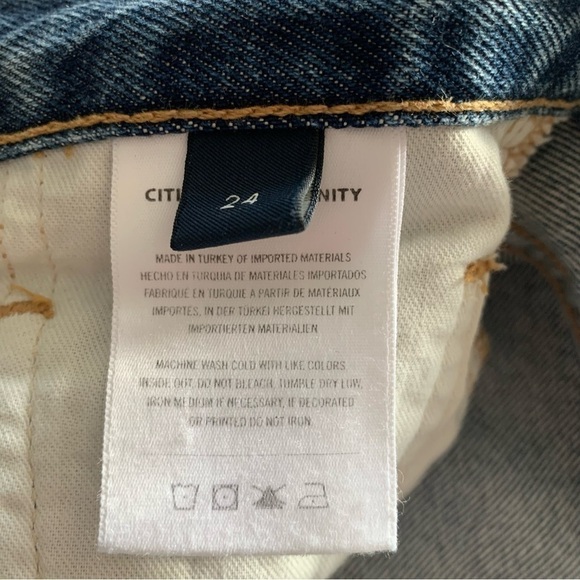 24
CITI NITY
MADE IN TURKEY OF IMPORTED MATERIALS
HECHO EN TURQUIA DE MATERIALES IMPORTADOS
FABRIQUÉ EN TURQUIE A PARTIR DE MATÉRIAUX
IMPORTES, IN DER TURKEI HERGESTELLT MIT
IMPORTIERTEN MATERIALIEN
MACHINE WASH COLD WITH LIKE COLORS
INSIDE OUT. DO NOT BLEACH. TUMBLE DRY LOW.
IRON MEDIUM IF NECESSARY, IF DECORATED
OR PRINTED DO NOT IRON.